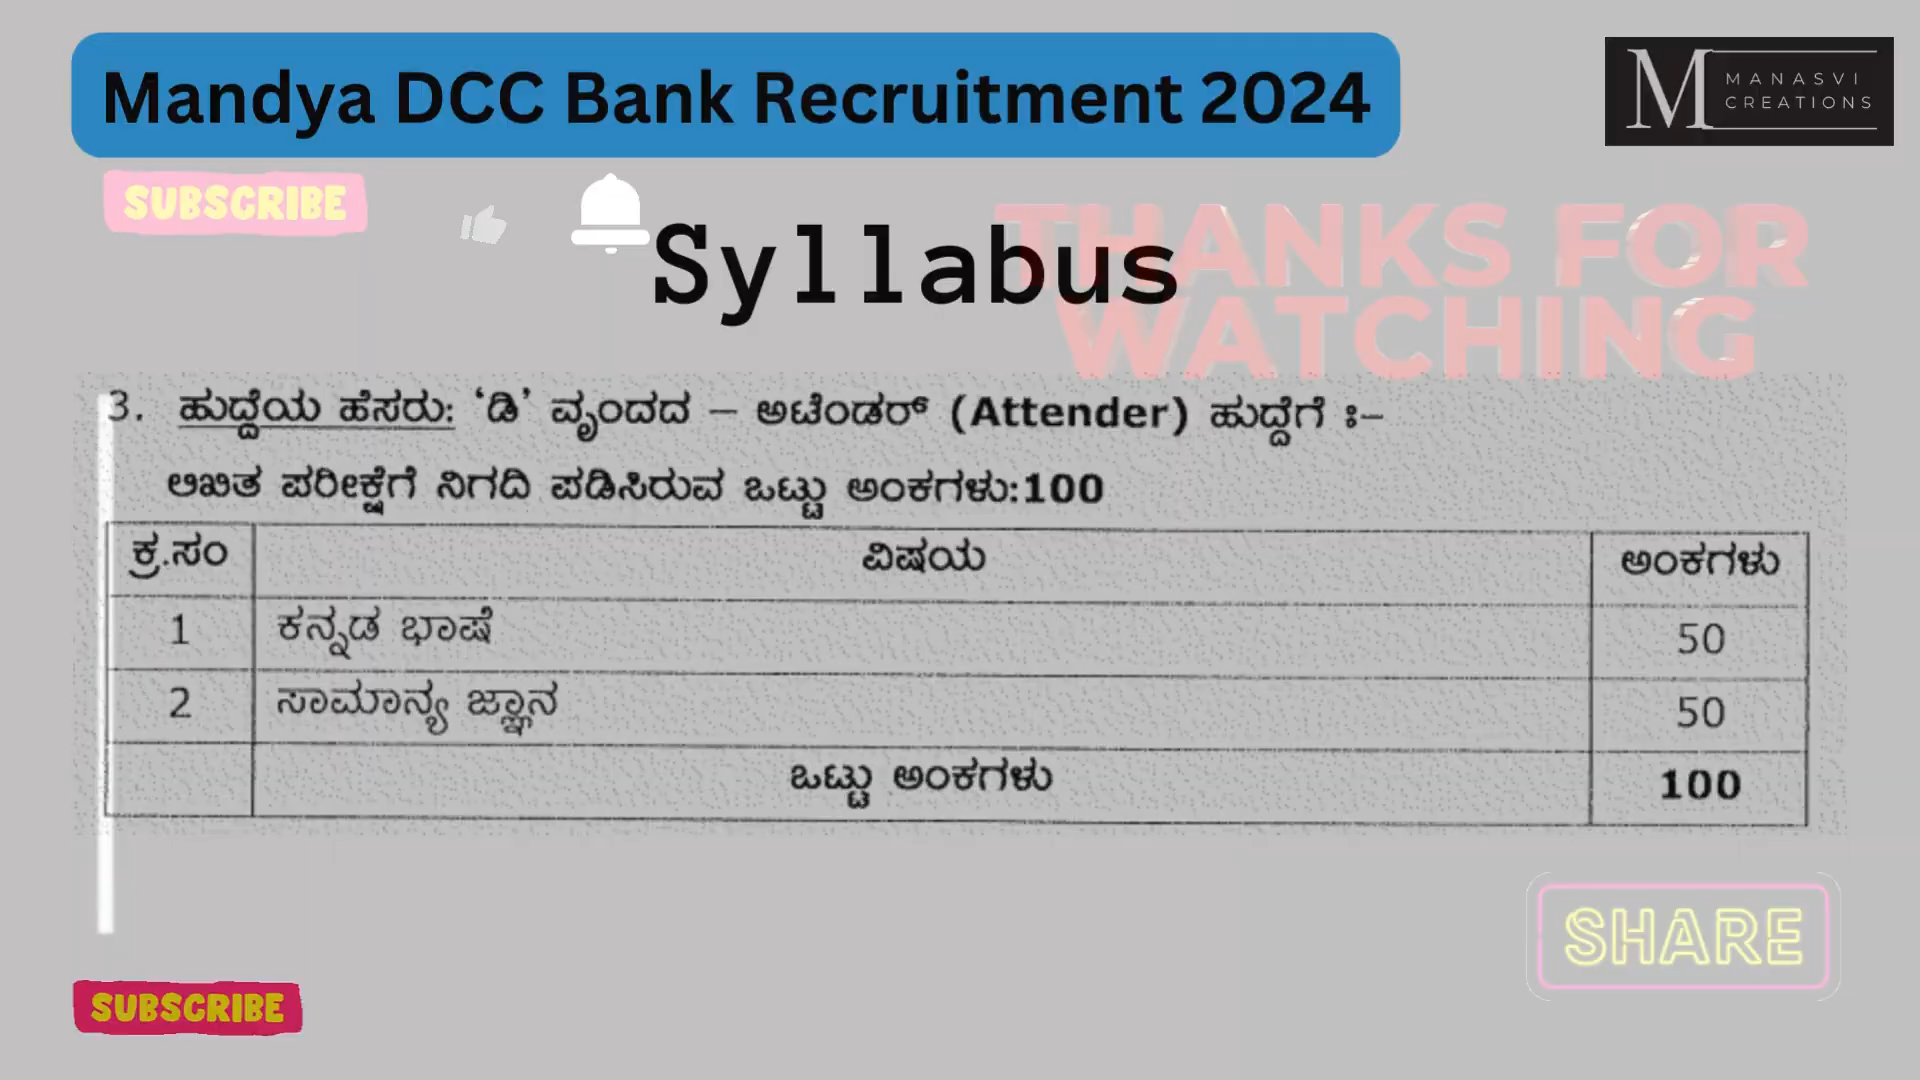 Mandya DCC Bank Recruitment 2024
M MANASVI
CREATIONS
SUBSCRIBE
Syllabus
THANKS FOR
WATCHING
3. ಹುದ್ದೆಯ ಹೆಸರು: ‘ಡಿ’ ವೃಂದದ – ಅಟೆಂಡರ್ (Attender) ಹುದ್ದೆಗೆ ಃ–
ಲಿಖಿತ ಪರೀಕ್ಷೆಗೆ ನಿಗದಿ ಪಡಿಸಿರುವ ಒಟ್ಟು ಅಂಕಗಳು:100
ಕ್ರ.ಸಂ ವಿಷಯ ಅಂಕಗಳು
1 ಕನ್ನಡ ಭಾಷೆ 50
2 ಸಾಮಾನ್ಯ ಜ್ಞಾನ 50
ಒಟ್ಟು ಅಂಕಗಳು 100
SHARE
SUBSCRIBE